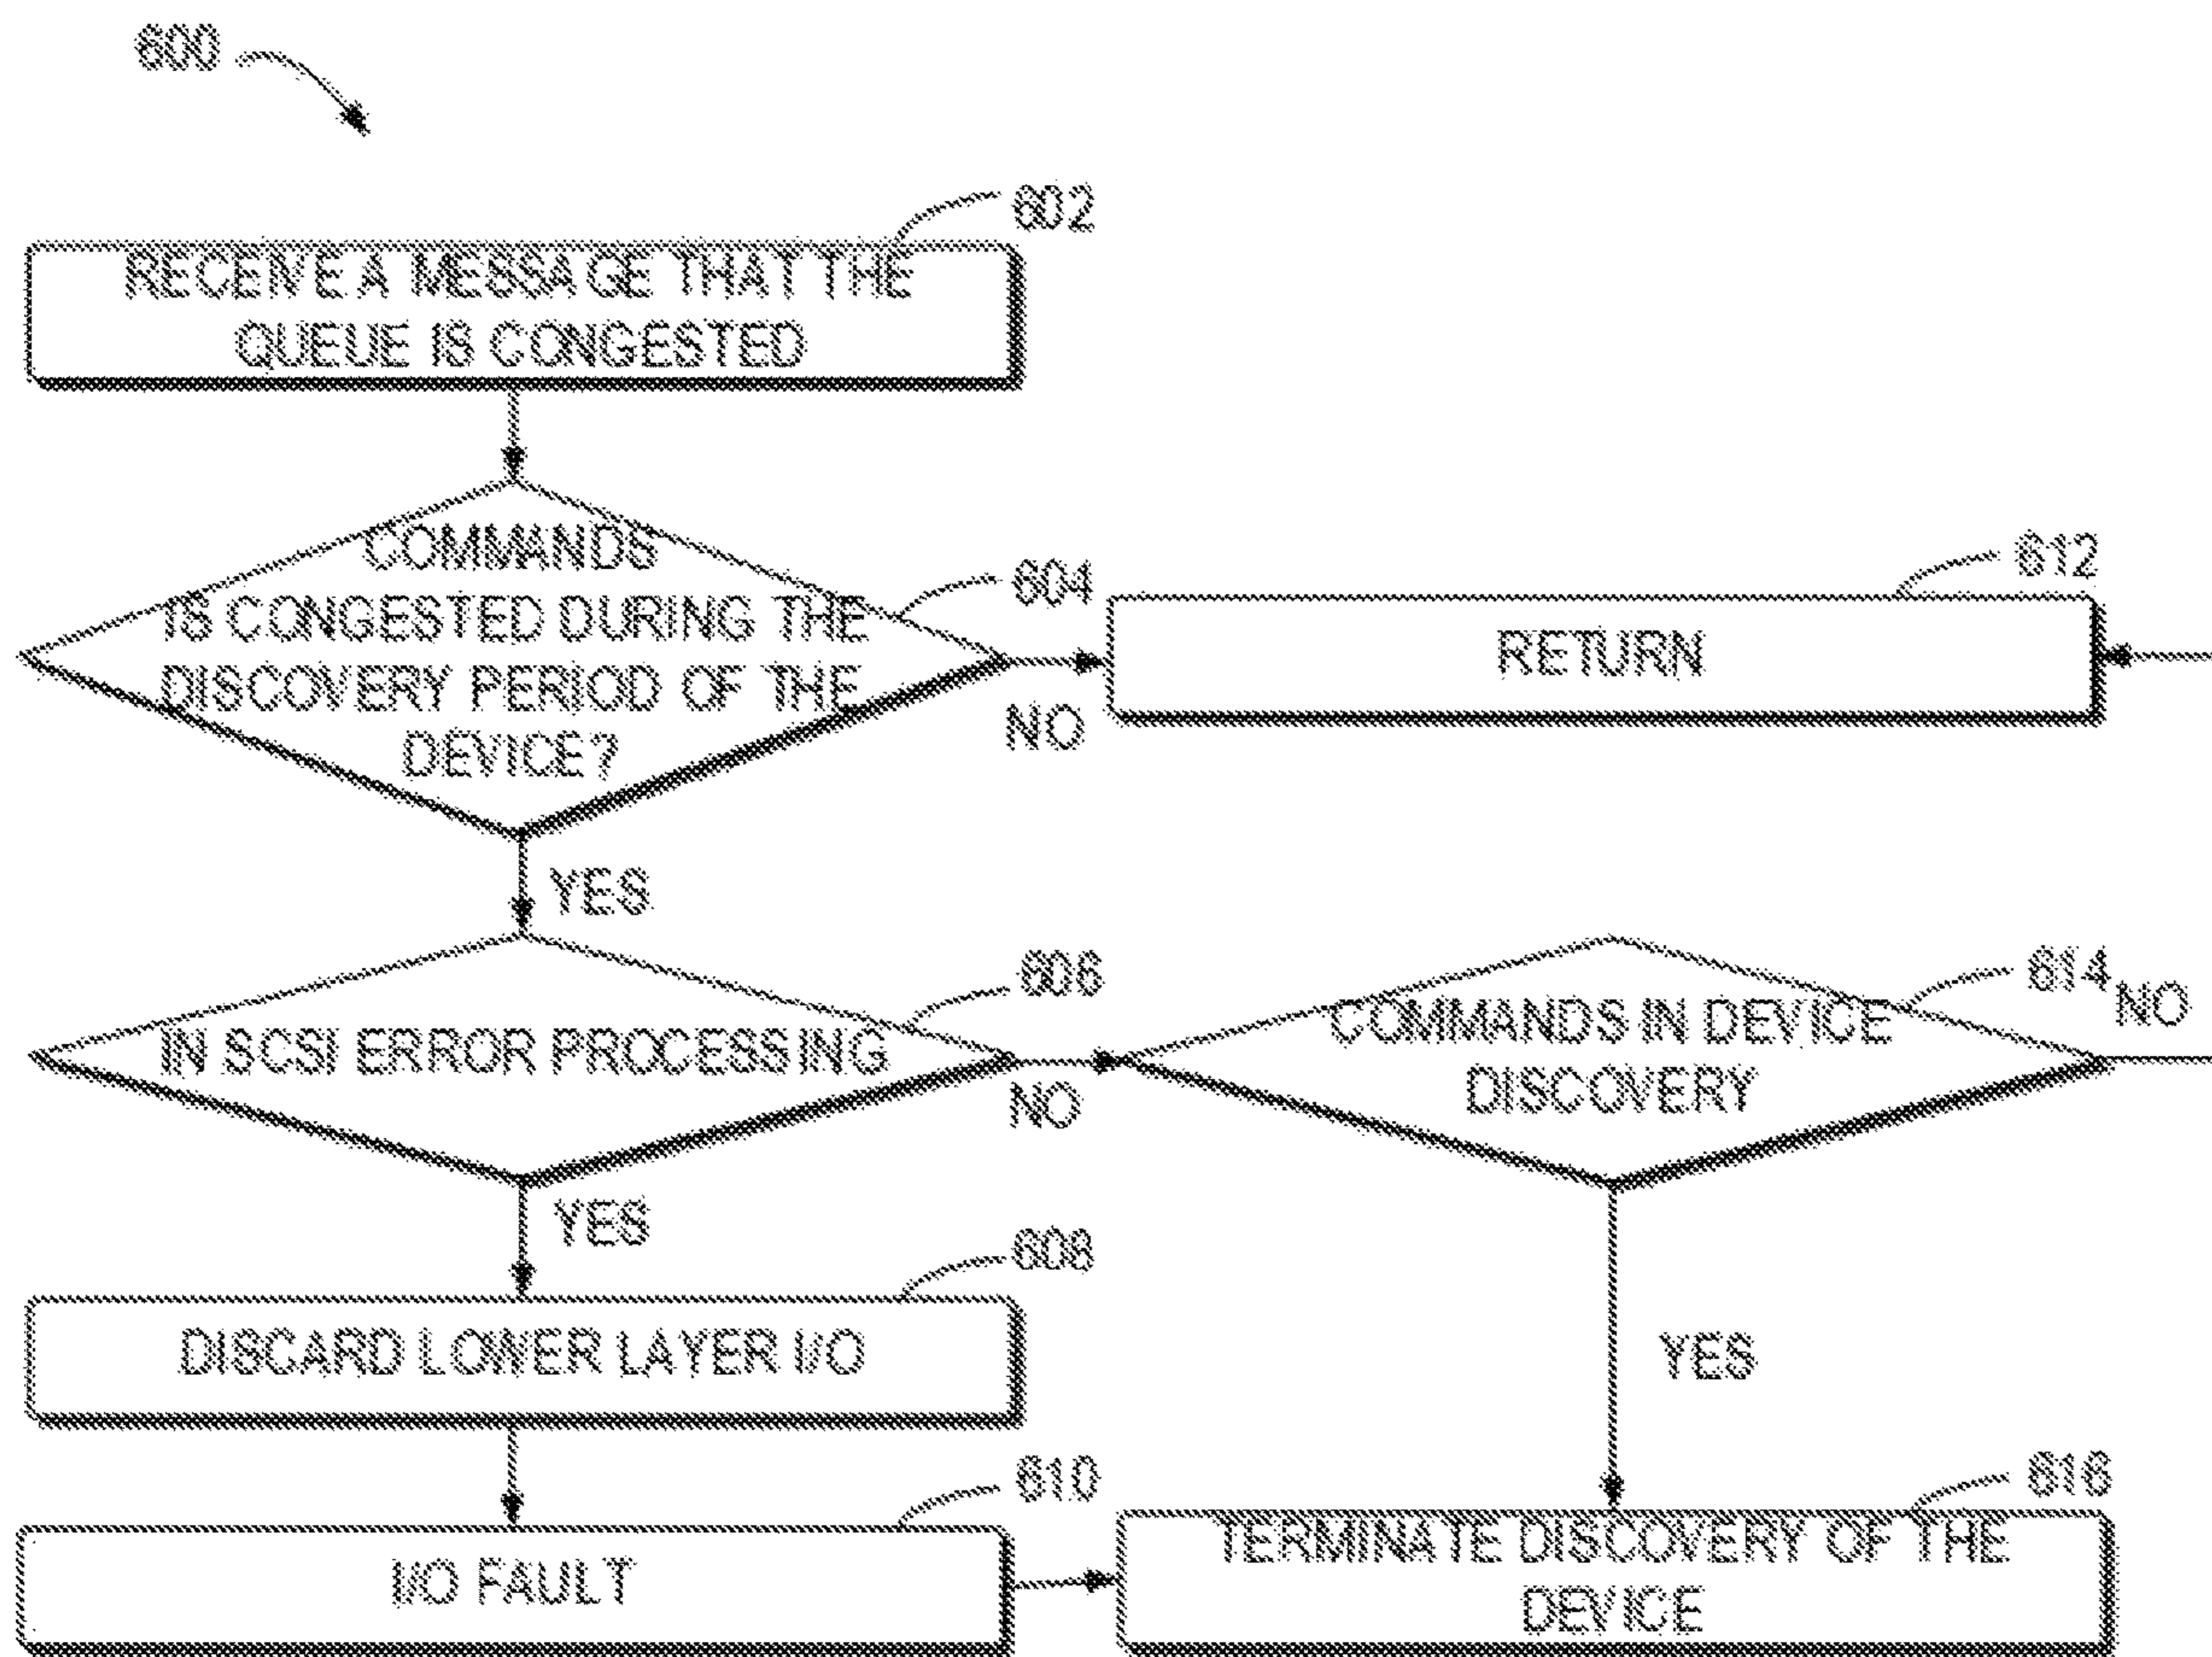 600
602
RECEIVE A MESSAGE THAT THE
QUEUE IS CONGESTED
COMMANDS
IS CONGESTED DURING THE
DISCOVERY PERIOD OF THE
DEVICE?
604
NO
612
RETURN
YES
606
IN SCSI ERROR PROCESSING
NO
614
COMMANDS IN DEVICE
DISCOVERY
NO
YES
608
DISCARD LOWER LAYER I/O
YES
610
I/O FAULT
616
TERMINATE DISCOVERY OF THE
DEVICE